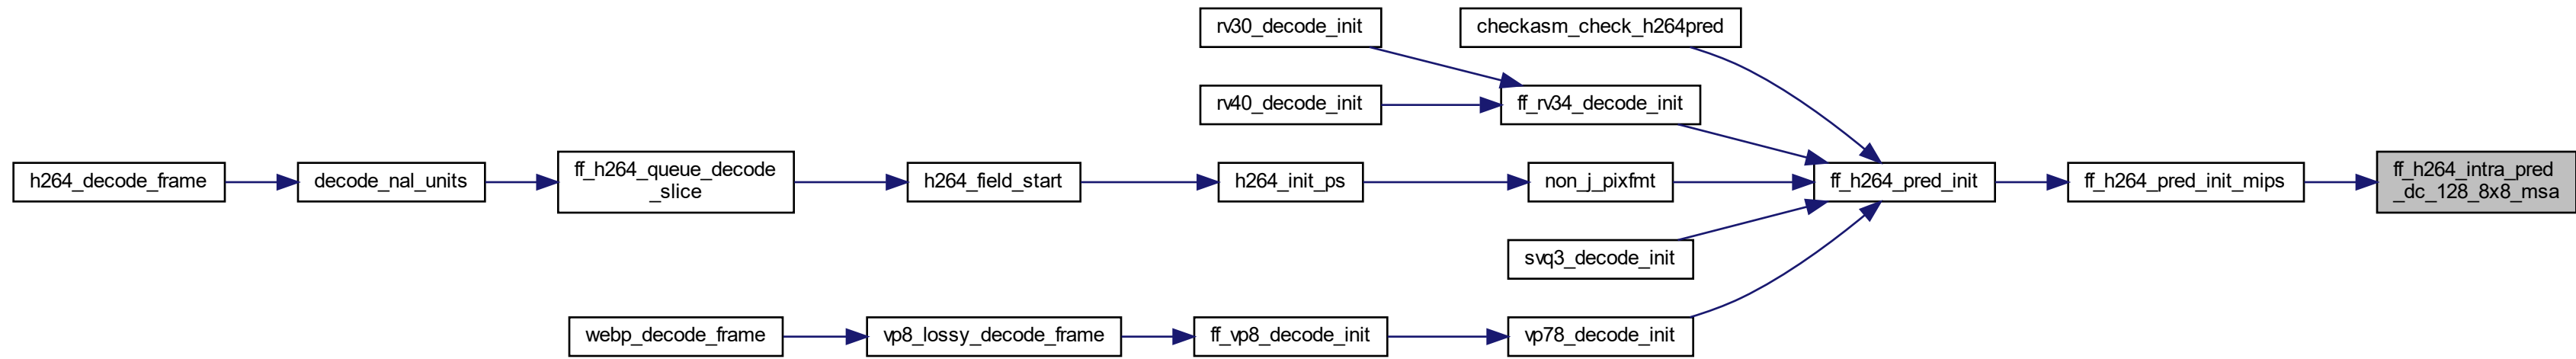 rv30_decode_init
checkasm_check_h264pred
rv40_decode_init
ff_rv34_decode_init
h264_decode_frame
decode_nal_units
ff_h264_queue_decode
_slice
h264_field_start
h264_init_ps
non_j_pixfmt
ff_h264_pred_init
ff_h264_pred_init_mips
ff_h264_intra_pred
_dc_128_8x8_msa
svq3_decode_init
webp_decode_frame
vp8_lossy_decode_frame
ff_vp8_decode_init
vp78_decode_init